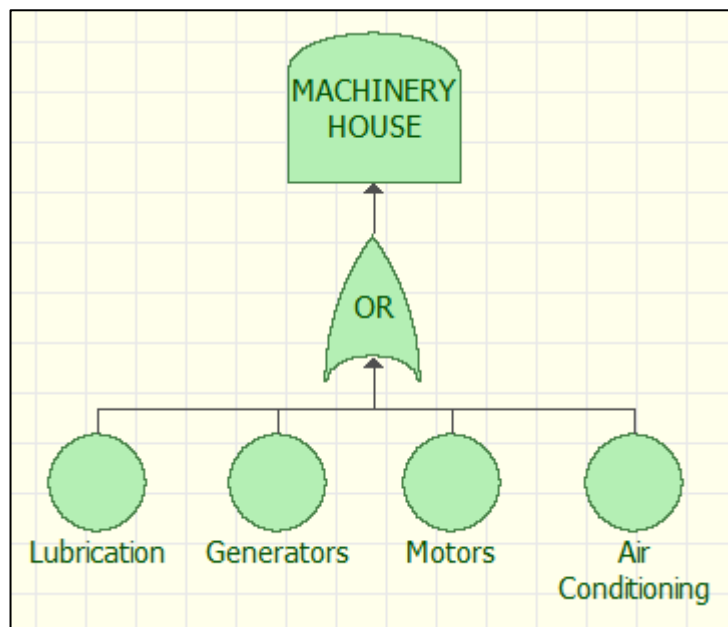 MACHINERY
HOUSE
OR
Lubrication
Generators
Motors
Air
Conditioning